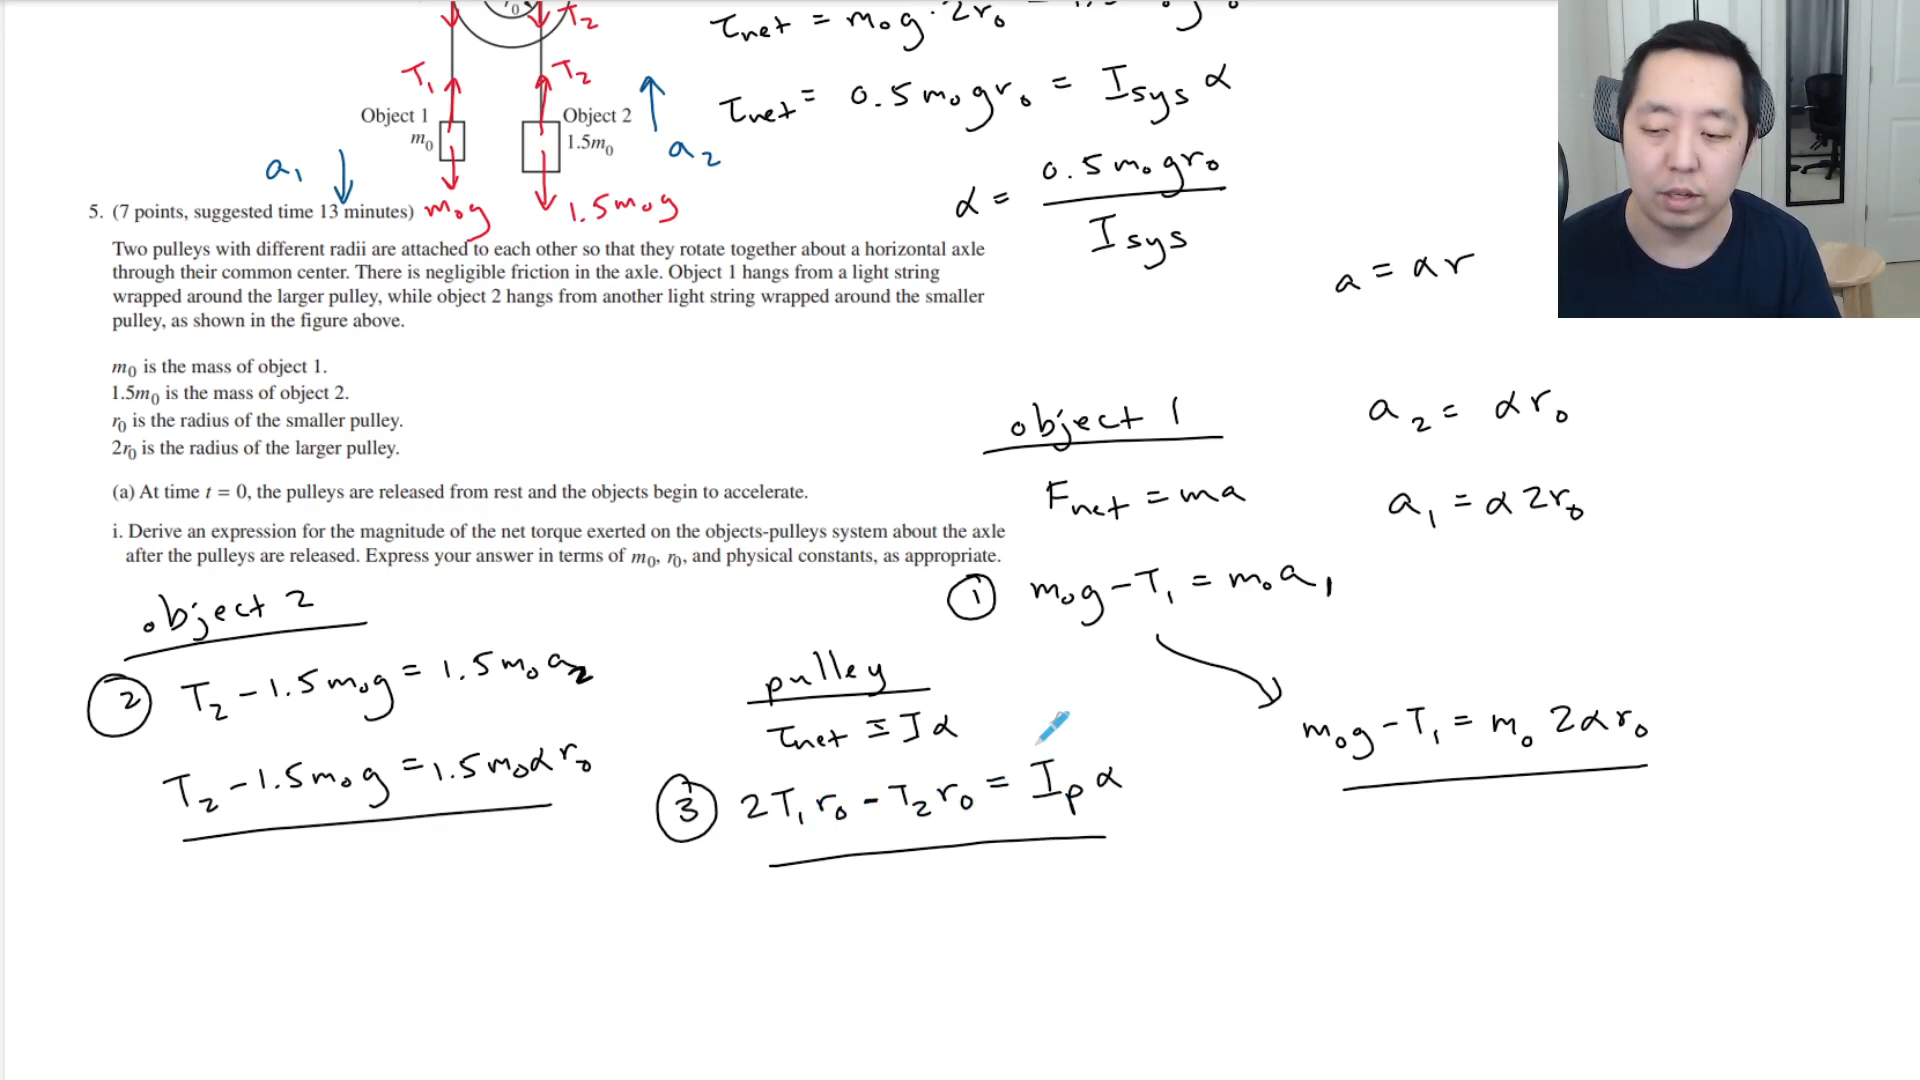 r₀
T₂
τnet = m₀g·2r₀
T₁
T₂
τnet = 0.5m₀gr₀ = Isys α
Object 1
m₀
Object 2
1.5m₀
a₁
a₂
α = 0.5m₀gr₀ / Isys
5. (7 points, suggested time 13 minutes)
m₀g
1.5m₀g
Two pulleys with different radii are attached to each other so that they rotate together about a horizontal axle
through their common center. There is negligible friction in the axle. Object 1 hangs from a light string
wrapped around the larger pulley, while object 2 hangs from another light string wrapped around the smaller
pulley, as shown in the figure above.
a = αr
m₀ is the mass of object 1.
1.5m₀ is the mass of object 2.
r₀ is the radius of the smaller pulley.
2r₀ is the radius of the larger pulley.
object 1
a₂ = αr₀
Fnet = ma
a₁ = α2r₀
(a) At time t = 0, the pulleys are released from rest and the objects begin to accelerate.
i. Derive an expression for the magnitude of the net torque exerted on the objects-pulleys system about the axle
after the pulleys are released. Express your answer in terms of m₀, r₀, and physical constants, as appropriate.
① m₀g - T₁ = m₀a₁
object 2
② T₂ - 1.5m₀g = 1.5m₀a₂
T₂ - 1.5m₀g = 1.5m₀αr₀
pulley
τnet = Iα
③ 2T₁r₀ - T₂r₀ = Ipα
m₀g - T₁ = m₀2αr₀